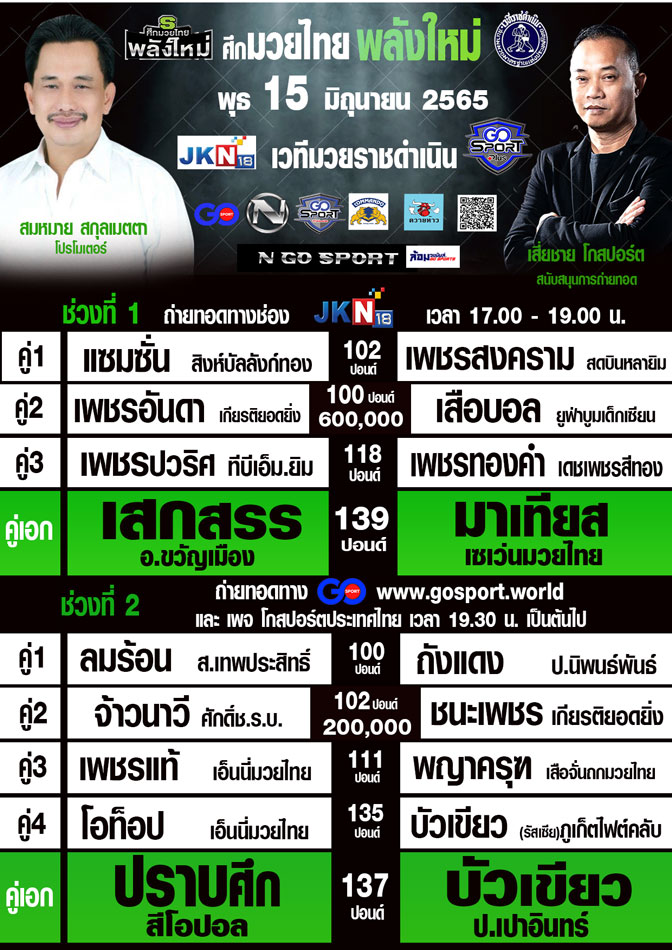 S
ศึกมวยไทย
พลังใหม่
ศึกมวยไทย พลังใหม่
พุธ 15 มิถุนายน 2565
JKN18 เวทีมวยราชดำเนิน GO SPORT Plus
GO SPORT N GO SPORT Plus COMMANDO ควายหาว
สมหมาย สกุลเมตตา
โปรโมเตอร์
เสี่ยชาย โกสปอร์ต
สนับสนุนการถ่ายทอด
N GO SPORT
ช่วงที่ 1 ถ่ายทอดทางช่อง JKN18 เวลา 17.00 - 19.00 น.
คู่1 แซมซั่น สิงห์บัลลังก์ทอง 102 ปอนด์ เพชรสงคราม สดบินหลายิม
คู่2 เพชรอันดา เกียรติยอดยิ่ง 100 ปอนด์ 600,000 เสือบอล ยูฟ่าบูมเด็กเซียน
คู่3 เพชรปวริศ ทีบีเอ็ม.ยิม 118 ปอนด์ เพชรทองคำ เดชเพชรสีทอง
คู่เอก เสกสรร อ.ขวัญเมือง 139 ปอนด์ มาเทียส เซเว่นมวยไทย
ช่วงที่ 2 ถ่ายทอดทาง GO SPORT www.gosport.world
และ เพจ โกสปอร์ตประเทศไทย เวลา 19.30 น. เป็นต้นไป
คู่1 ลมร้อน ส.เทพประสิทธิ์ 100 ปอนด์ ถังแดง ป.นิพนธ์พันธ์
คู่2 จ้าวนาวี ศักดิ์ช.ร.บ. 102 ปอนด์ 200,000 ชนะเพชร เกียรติยอดยิ่ง
คู่3 เพชรแท้ เอ็นนี่มวยไทย 111 ปอนด์ พญาครุฑ เสือจั่นถกมวยไทย
คู่4 โอท็อป เอ็นนี่มวยไทย 135 ปอนด์ บัวเขียว (รัสเซีย)ภูเก็ตไฟต์คลับ
คู่เอก ปราบศึก สีโอปอล 137 ปอนด์ บัวเขียว ป.เปาอินทร์